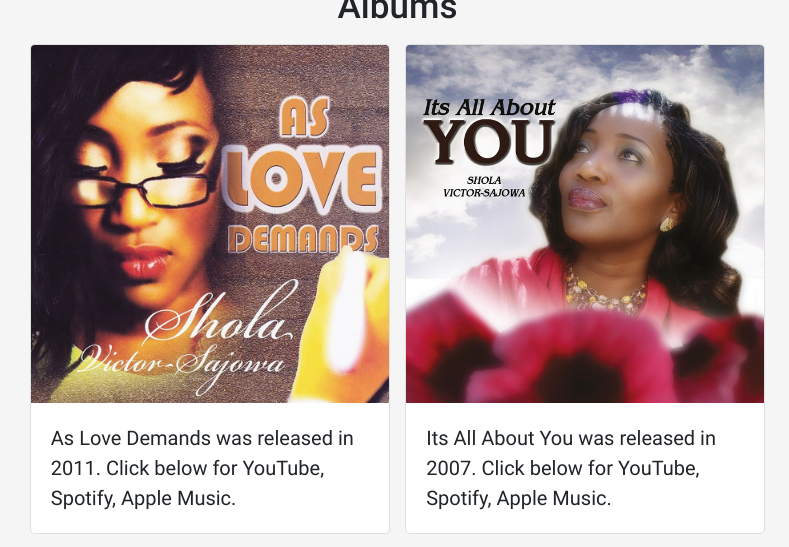 Albums
AS
LOVE
DEMANDS
Shola
Victor-Sajowa
Its All About
YOU
SHOLA
VICTOR-SAJOWA
As Love Demands was released in
2011. Click below for YouTube,
Spotify, Apple Music.
Its All About You was released in
2007. Click below for YouTube,
Spotify, Apple Music.